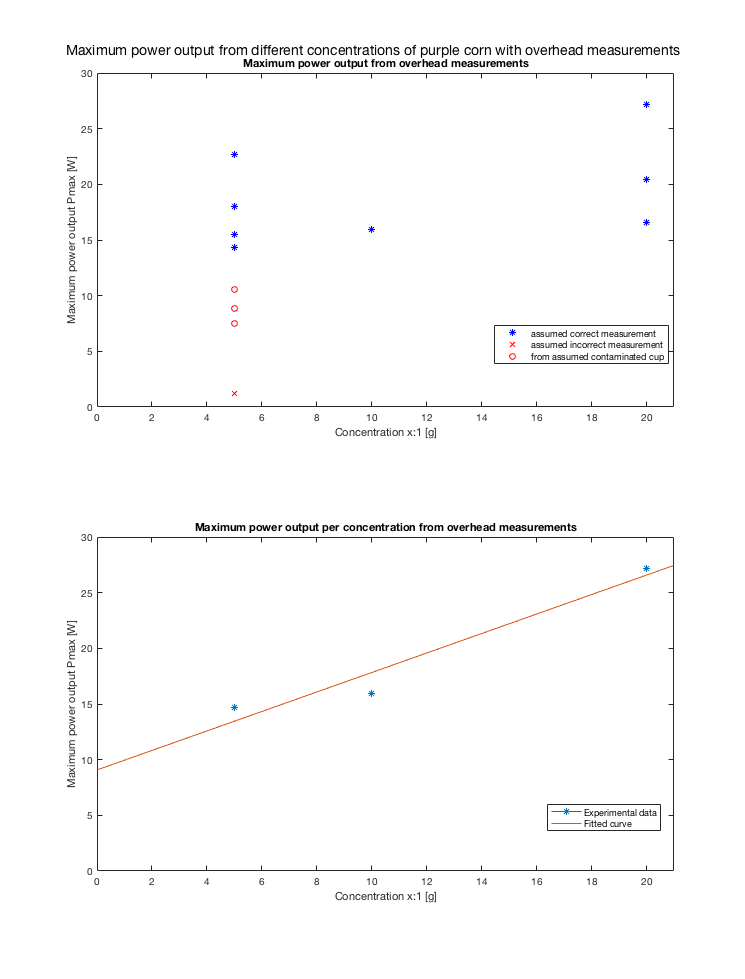 Maximum power output from different concentrations of purple corn with overhead measurements
Maximum power output from overhead measurements
30
25
20
15
10
5
0
Maximum power output Pmax [W]
assumed correct measurement
assumed incorrect measurement
from assumed contaminated cup
0 2 4 6 8 10 12 14 16 18 20
Concentration x:1 [g]
Maximum power output per concentration from overhead measurements
30
25
20
15
10
5
0
Maximum power output Pmax [W]
Experimental data
Fitted curve
0 2 4 6 8 10 12 14 16 18 20
Concentration x:1 [g]